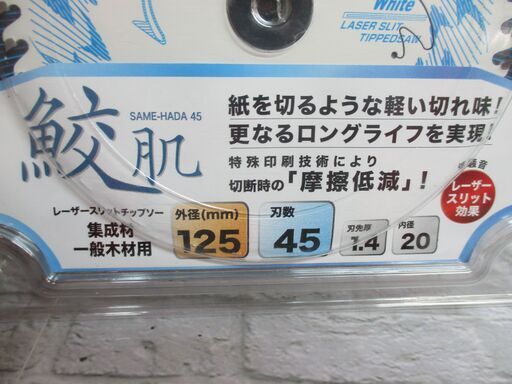 White
LASER SLIT
TIPPEDSAW
SAME-HADA 45
鮫肌
紙を切るような軽い切れ味!
更なるロングライフを実現!
特殊印刷技術により
切断時の「摩擦低減」!
レーザー
スリット
効果
レーザースリットチップソー
集成材
一般木材用
外径(mm)
125
刃数
45
刃先厚
1.4
内径
20